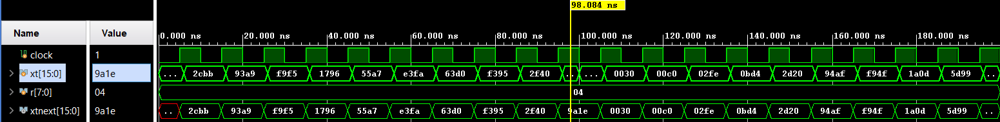 98.084 ns
Name Value
0.000 ns 20.000 ns 40.000 ns 60.000 ns 80.000 ns 100.000 ns 120.000 ns 140.000 ns 160.000 ns 180.000 ns
clock 1
xt[15:0] 9a1e ... 2cbb 93a9 f9f5 1796 55a7 e3fa 63d0 f395 2f40 ... ... 0030 00c0 02fe 0bd4 2d20 94af f94f 1a0d 5d99 ...
r[7:0] 04 04
xtnext[15:0] 9a1e .. 2cbb 93a9 f9f5 1796 55a7 e3fa 63d0 f395 2f40 9a1e 0030 00c0 02fe 0bd4 2d20 94af f94f 1a0d 5d99 ...